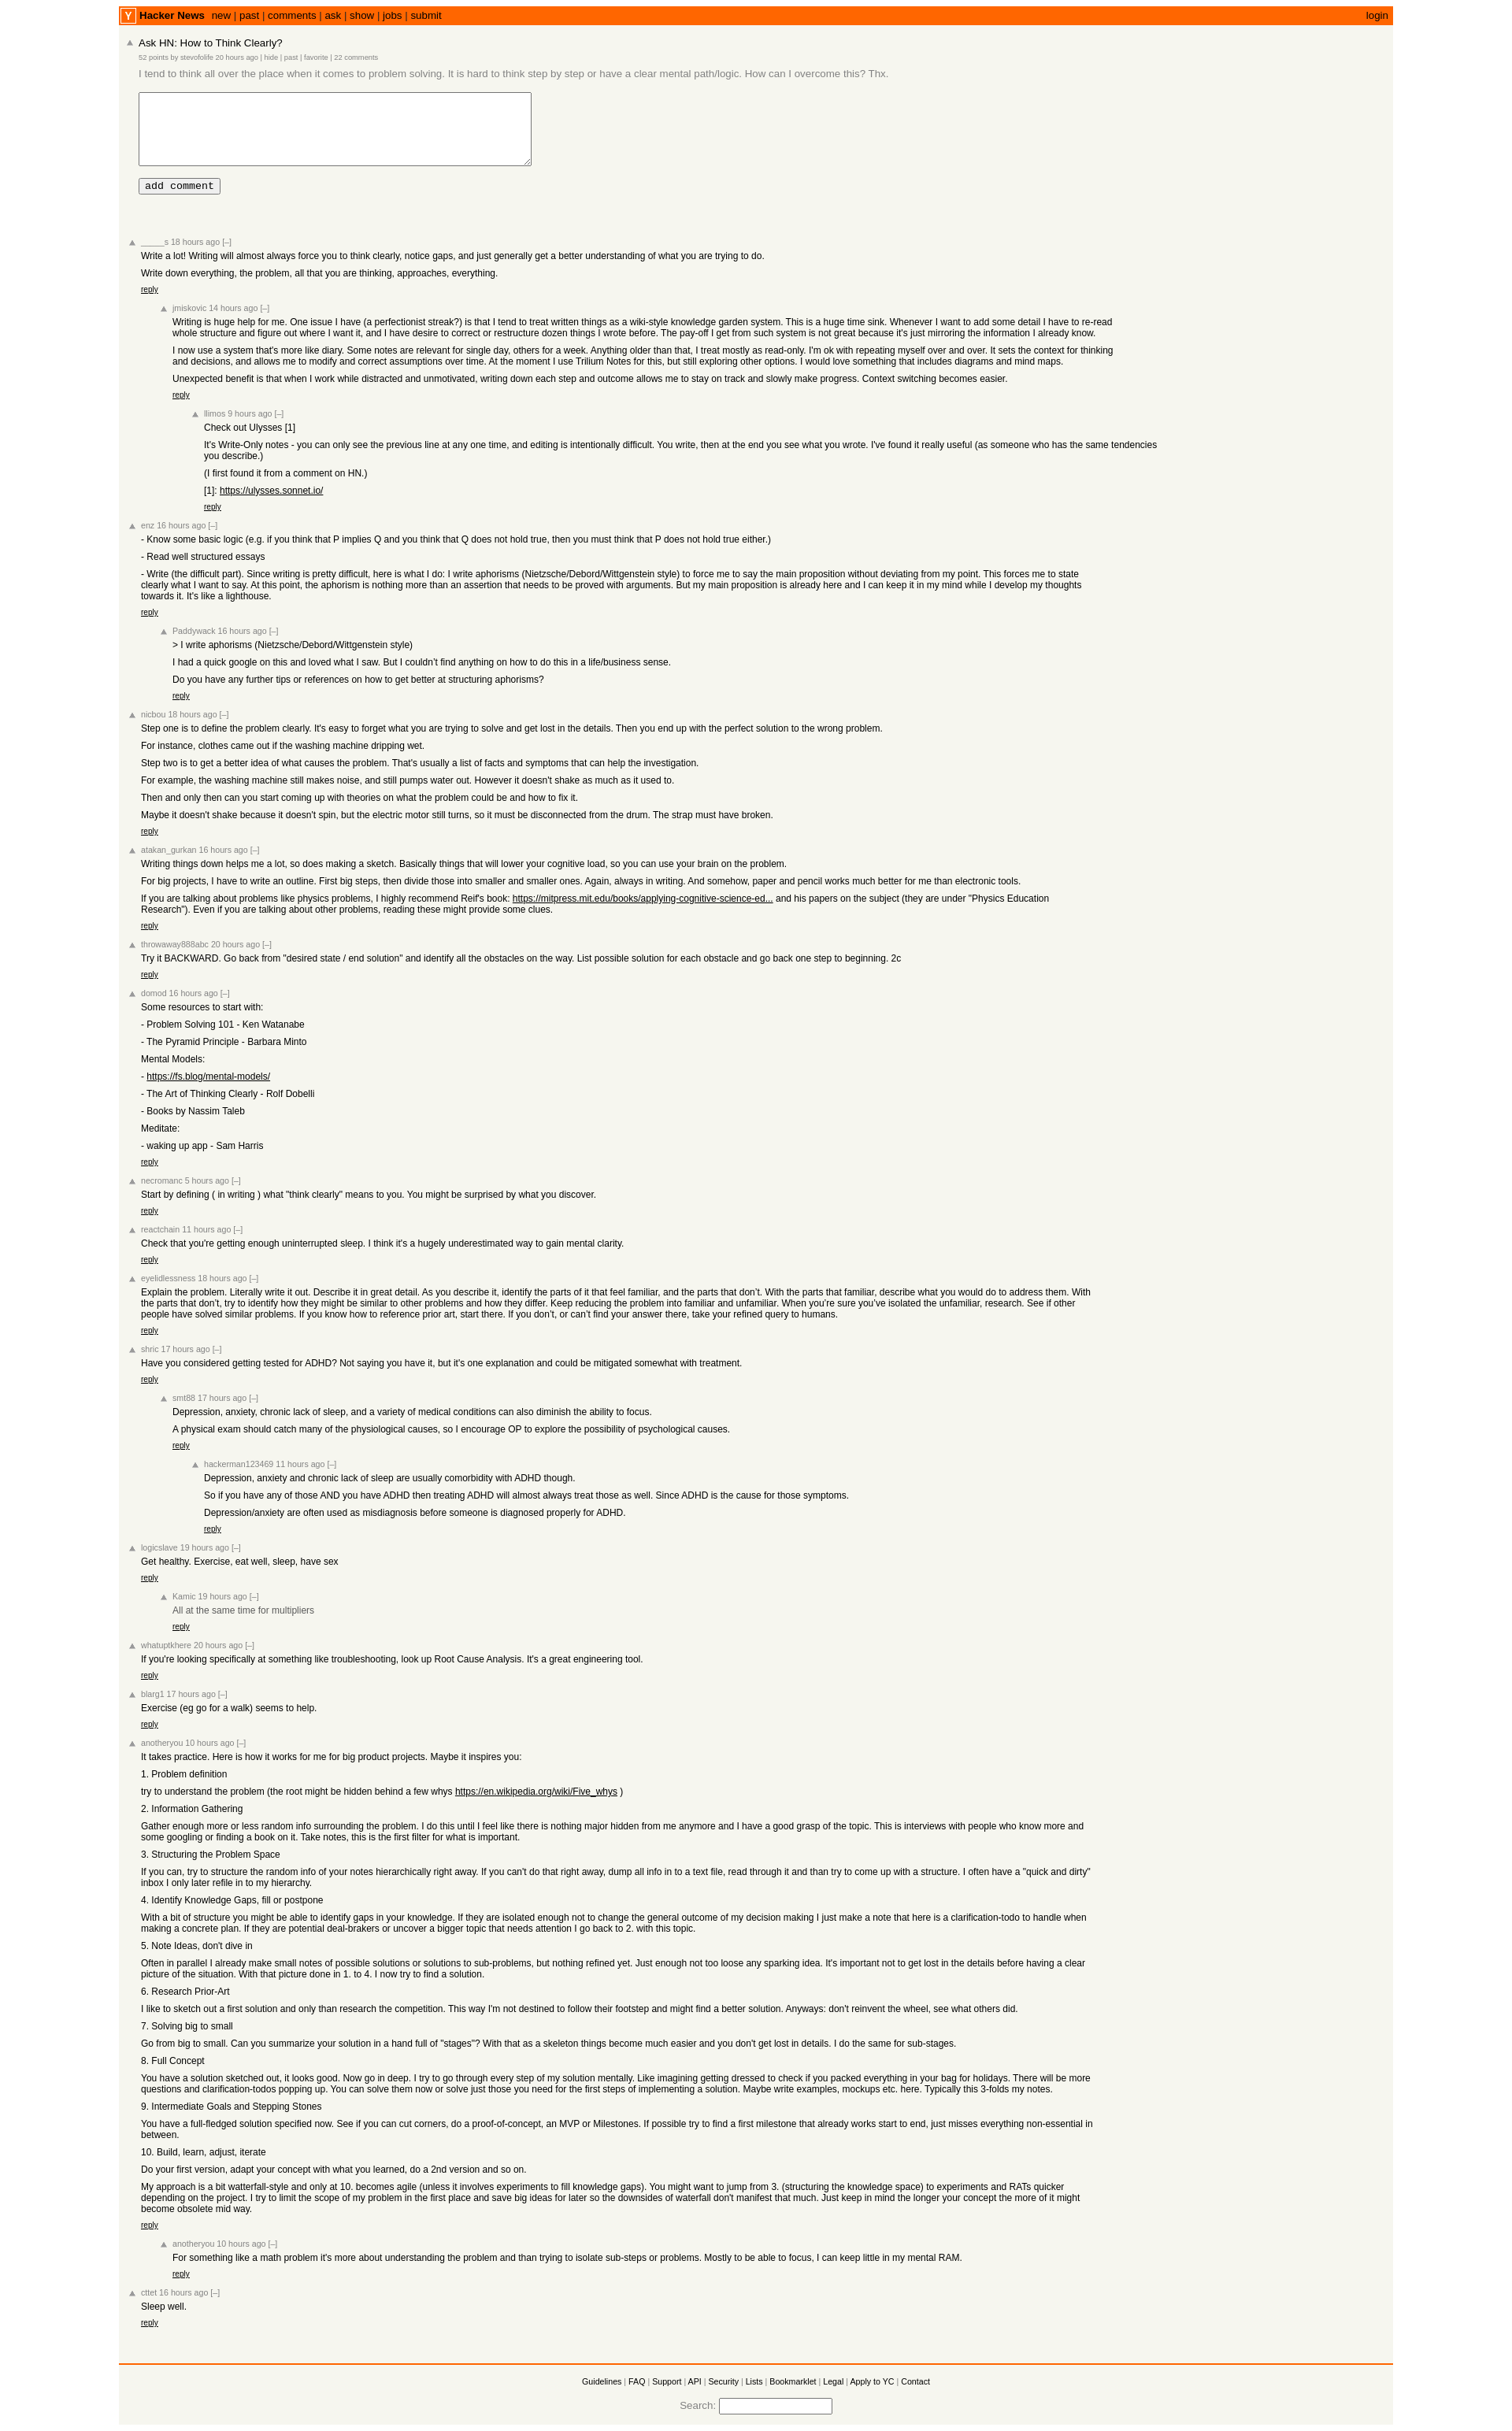 Y Hacker News new | past | comments | ask | show | jobs | submit login
Ask HN: How to Think Clearly?
52 points by stevofolife 20 hours ago | hide | past | favorite | 22 comments
I tend to think all over the place when it comes to problem solving. It is hard to think step by step or have a clear mental path/logic. How can I overcome this? Thx.
add comment
_____s 18 hours ago [–]
Write a lot! Writing will almost always force you to think clearly, notice gaps, and just generally get a better understanding of what you are trying to do.
Write down everything, the problem, all that you are thinking, approaches, everything.
reply
jmiskovic 14 hours ago [–]
Writing is huge help for me. One issue I have (a perfectionist streak?) is that I tend to treat written things as a wiki-style knowledge garden system. This is a huge time sink. Whenever I want to add some detail I have to re-read
whole structure and figure out where I want it, and I have desire to correct or restructure dozen things I wrote before. The pay-off I get from such system is not great because it's just mirroring the information I already know.
I now use a system that's more like diary. Some notes are relevant for single day, others for a week. Anything older than that, I treat mostly as read-only. I'm ok with repeating myself over and over. It sets the context for thinking
and decisions, and allows me to modify and correct assumptions over time. At the moment I use Trilium Notes for this, but still exploring other options. I would love something that includes diagrams and mind maps.
Unexpected benefit is that when I work while distracted and unmotivated, writing down each step and outcome allows me to stay on track and slowly make progress. Context switching becomes easier.
reply
llimos 9 hours ago [–]
Check out Ulysses [1]
It's Write-Only notes - you can only see the previous line at any one time, and editing is intentionally difficult. You write, then at the end you see what you wrote. I've found it really useful (as someone who has the same tendencies
you describe.)
(I first found it from a comment on HN.)
[1]: https://ulysses.sonnet.io/
reply
enz 16 hours ago [–]
- Know some basic logic (e.g. if you think that P implies Q and you think that Q does not hold true, then you must think that P does not hold true either.)
- Read well structured essays
- Write (the difficult part). Since writing is pretty difficult, here is what I do: I write aphorisms (Nietzsche/Debord/Wittgenstein style) to force me to say the main proposition without deviating from my point. This forces me to state
clearly what I want to say. At this point, the aphorism is nothing more than an assertion that needs to be proved with arguments. But my main proposition is already here and I can keep it in my mind while I develop my thoughts
towards it. It's like a lighthouse.
reply
Paddywack 16 hours ago [–]
> I write aphorisms (Nietzsche/Debord/Wittgenstein style)
I had a quick google on this and loved what I saw. But I couldn't find anything on how to do this in a life/business sense.
Do you have any further tips or references on how to get better at structuring aphorisms?
reply
nicbou 18 hours ago [–]
Step one is to define the problem clearly. It's easy to forget what you are trying to solve and get lost in the details. Then you end up with the perfect solution to the wrong problem.
For instance, clothes came out if the washing machine dripping wet.
Step two is to get a better idea of what causes the problem. That's usually a list of facts and symptoms that can help the investigation.
For example, the washing machine still makes noise, and still pumps water out. However it doesn't shake as much as it used to.
Then and only then can you start coming up with theories on what the problem could be and how to fix it.
Maybe it doesn't shake because it doesn't spin, but the electric motor still turns, so it must be disconnected from the drum. The strap must have broken.
reply
atakan_gurkan 16 hours ago [–]
Writing things down helps me a lot, so does making a sketch. Basically things that will lower your cognitive load, so you can use your brain on the problem.
For big projects, I have to write an outline. First big steps, then divide those into smaller and smaller ones. Again, always in writing. And somehow, paper and pencil works much better for me than electronic tools.
If you are talking about problems like physics problems, I highly recommend Reif's book: https://mitpress.mit.edu/books/applying-cognitive-science-ed... and his papers on the subject (they are under "Physics Education
Research"). Even if you are talking about other problems, reading these might provide some clues.
reply
throwaway888abc 20 hours ago [–]
Try it BACKWARD. Go back from "desired state / end solution" and identify all the obstacles on the way. List possible solution for each obstacle and go back one step to beginning. 2c
reply
domod 16 hours ago [–]
Some resources to start with:
- Problem Solving 101 - Ken Watanabe
- The Pyramid Principle - Barbara Minto
Mental Models:
- https://fs.blog/mental-models/
- The Art of Thinking Clearly - Rolf Dobelli
- Books by Nassim Taleb
Meditate:
- waking up app - Sam Harris
reply
necromanc 5 hours ago [–]
Start by defining ( in writing ) what "think clearly" means to you. You might be surprised by what you discover.
reply
reactchain 11 hours ago [–]
Check that you're getting enough uninterrupted sleep. I think it's a hugely underestimated way to gain mental clarity.
reply
eyelidlessness 18 hours ago [–]
Explain the problem. Literally write it out. Describe it in great detail. As you describe it, identify the parts of it that feel familiar, and the parts that don't. With the parts that familiar, describe what you would do to address them. With
the parts that don't, try to identify how they might be similar to other problems and how they differ. Keep reducing the problem into familiar and unfamiliar. When you're sure you've isolated the unfamiliar, research. See if other
people have solved similar problems. If you know how to reference prior art, start there. If you don't, or can't find your answer there, take your refined query to humans.
reply
shric 17 hours ago [–]
Have you considered getting tested for ADHD? Not saying you have it, but it's one explanation and could be mitigated somewhat with treatment.
reply
smt88 17 hours ago [–]
Depression, anxiety, chronic lack of sleep, and a variety of medical conditions can also diminish the ability to focus.
A physical exam should catch many of the physiological causes, so I encourage OP to explore the possibility of psychological causes.
reply
hackerman123469 11 hours ago [–]
Depression, anxiety and chronic lack of sleep are usually comorbidity with ADHD though.
So if you have any of those AND you have ADHD then treating ADHD will almost always treat those as well. Since ADHD is the cause for those symptoms.
Depression/anxiety are often used as misdiagnosis before someone is diagnosed properly for ADHD.
reply
logicslave 19 hours ago [–]
Get healthy. Exercise, eat well, sleep, have sex
reply
Kamic 19 hours ago [–]
All at the same time for multipliers
reply
whatuptkhere 20 hours ago [–]
If you're looking specifically at something like troubleshooting, look up Root Cause Analysis. It's a great engineering tool.
reply
blarg1 17 hours ago [–]
Exercise (eg go for a walk) seems to help.
reply
anotheryou 10 hours ago [–]
It takes practice. Here is how it works for me for big product projects. Maybe it inspires you:
1. Problem definition
try to understand the problem (the root might be hidden behind a few whys https://en.wikipedia.org/wiki/Five_whys )
2. Information Gathering
Gather enough more or less random info surrounding the problem. I do this until I feel like there is nothing major hidden from me anymore and I have a good grasp of the topic. This is interviews with people who know more and
some googling or finding a book on it. Take notes, this is the first filter for what is important.
3. Structuring the Problem Space
If you can, try to structure the random info of your notes hierarchically right away. If you can't do that right away, dump all info in to a text file, read through it and than try to come up with a structure. I often have a "quick and dirty"
inbox I only later refile in to my hierarchy.
4. Identify Knowledge Gaps, fill or postpone
With a bit of structure you might be able to identify gaps in your knowledge. If they are isolated enough not to change the general outcome of my decision making I just make a note that here is a clarification-todo to handle when
making a concrete plan. If they are potential deal-brakers or uncover a bigger topic that needs attention I go back to 2. with this topic.
5. Note Ideas, don't dive in
Often in parallel I already make small notes of possible solutions or solutions to sub-problems, but nothing refined yet. Just enough not too loose any sparking idea. It's important not to get lost in the details before having a clear
picture of the situation. With that picture done in 1. to 4. I now try to find a solution.
6. Research Prior-Art
I like to sketch out a first solution and only than research the competition. This way I'm not destined to follow their footstep and might find a better solution. Anyways: don't reinvent the wheel, see what others did.
7. Solving big to small
Go from big to small. Can you summarize your solution in a hand full of "stages"? With that as a skeleton things become much easier and you don't get lost in details. I do the same for sub-stages.
8. Full Concept
You have a solution sketched out, it looks good. Now go in deep. I try to go through every step of my solution mentally. Like imagining getting dressed to check if you packed everything in your bag for holidays. There will be more
questions and clarification-todos popping up. You can solve them now or solve just those you need for the first steps of implementing a solution. Maybe write examples, mockups etc. here. Typically this 3-folds my notes.
9. Intermediate Goals and Stepping Stones
You have a full-fledged solution specified now. See if you can cut corners, do a proof-of-concept, an MVP or Milestones. If possible try to find a first milestone that already works start to end, just misses everything non-essential in
between.
10. Build, learn, adjust, iterate
Do your first version, adapt your concept with what you learned, do a 2nd version and so on.
My approach is a bit watterfall-style and only at 10. becomes agile (unless it involves experiments to fill knowledge gaps). You might want to jump from 3. (structuring the knowledge space) to experiments and RATs quicker
depending on the project. I try to limit the scope of my problem in the first place and save big ideas for later so the downsides of waterfall don't manifest that much. Just keep in mind the longer your concept the more of it might
become obsolete mid way.
reply
anotheryou 10 hours ago [–]
For something like a math problem it's more about understanding the problem and than trying to isolate sub-steps or problems. Mostly to be able to focus, I can keep little in my mental RAM.
reply
cttet 16 hours ago [–]
Sleep well.
reply
Guidelines | FAQ | Support | API | Security | Lists | Bookmarklet | Legal | Apply to YC | Contact
Search: